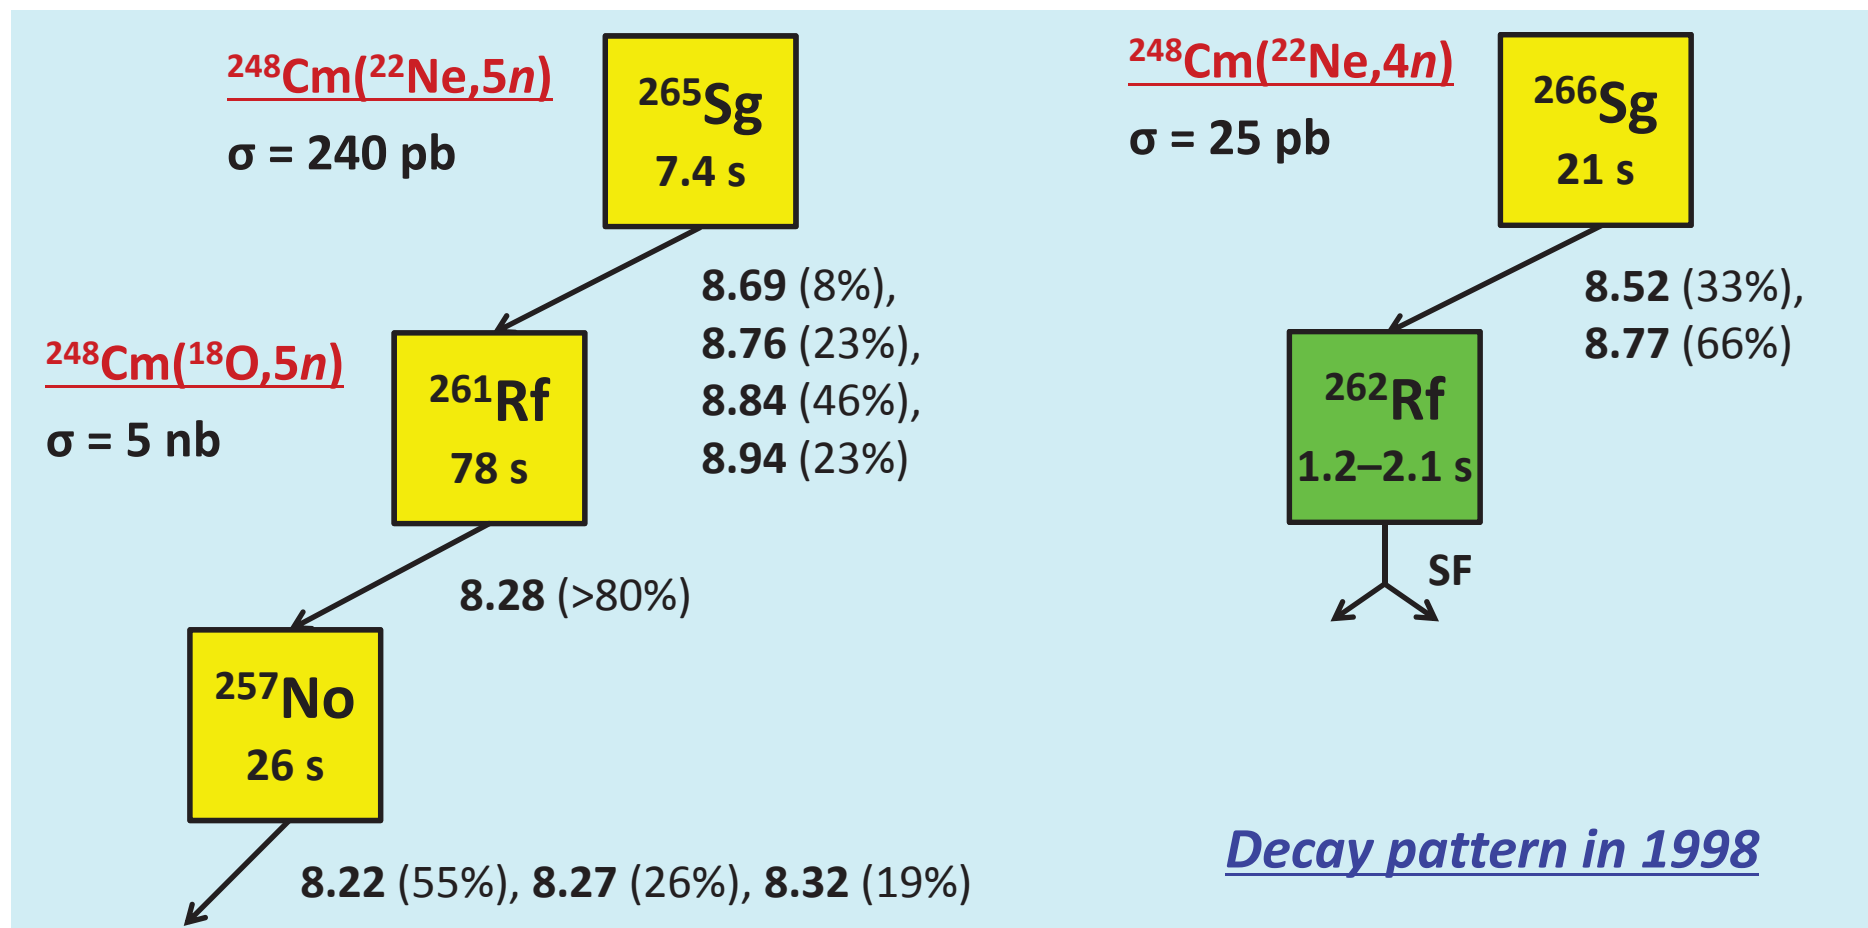 ²⁴⁸Cm(²²Ne,5n)
σ = 240 pb
²⁶⁵Sg
7.4 s
8.69 (8%),
8.76 (23%),
8.84 (46%),
8.94 (23%)
²⁴⁸Cm(¹⁸O,5n)
σ = 5 nb
²⁶¹Rf
78 s
8.28 (>80%)
²⁵⁷No
26 s
8.22 (55%), 8.27 (26%), 8.32 (19%)
²⁴⁸Cm(²²Ne,4n)
σ = 25 pb
²⁶⁶Sg
21 s
8.52 (33%),
8.77 (66%)
²⁶²Rf
1.2–2.1 s
SF
Decay pattern in 1998